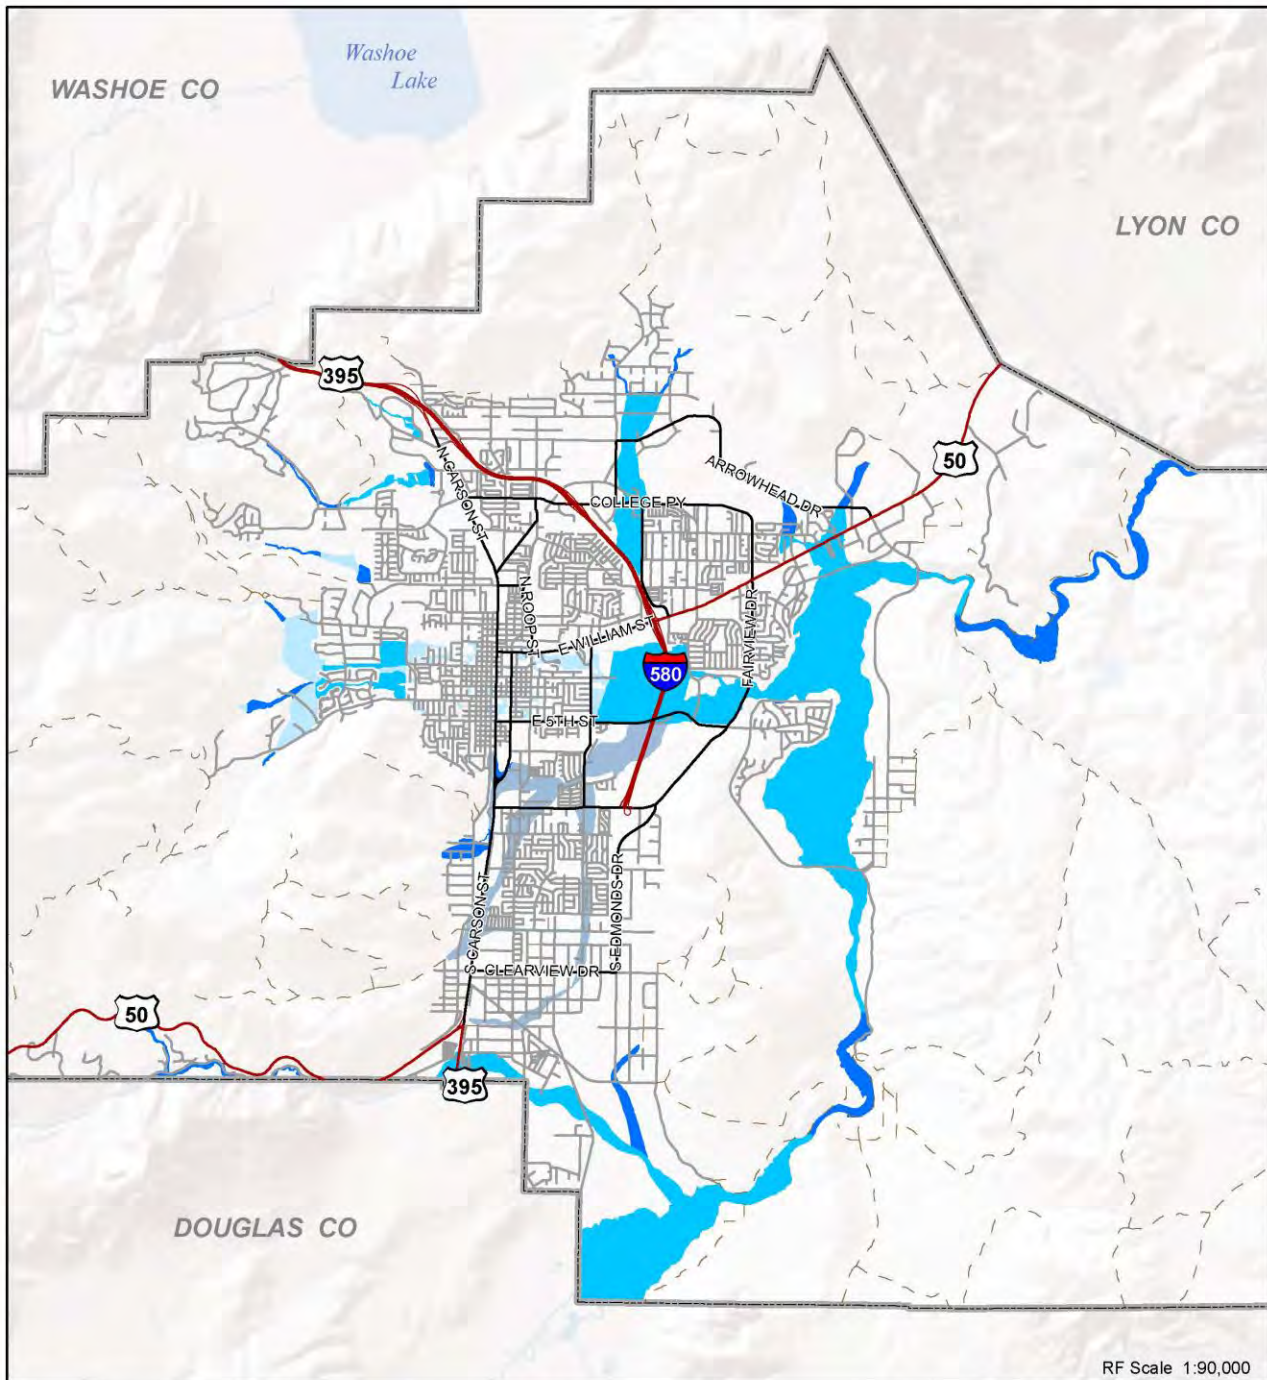 Washoe
Lake
WASHOE CO
LYON CO
395
50
N CARSON ST
COLLEGE PY
ARROWHEAD DR
N ROOP ST
E WILLIAM ST
FAIRVIEW DR
580
E 5TH ST
S CARSON ST
S EDMONDS DR
CLEARVIEW DR
50
395
DOUGLAS CO
RF Scale 1:90,000